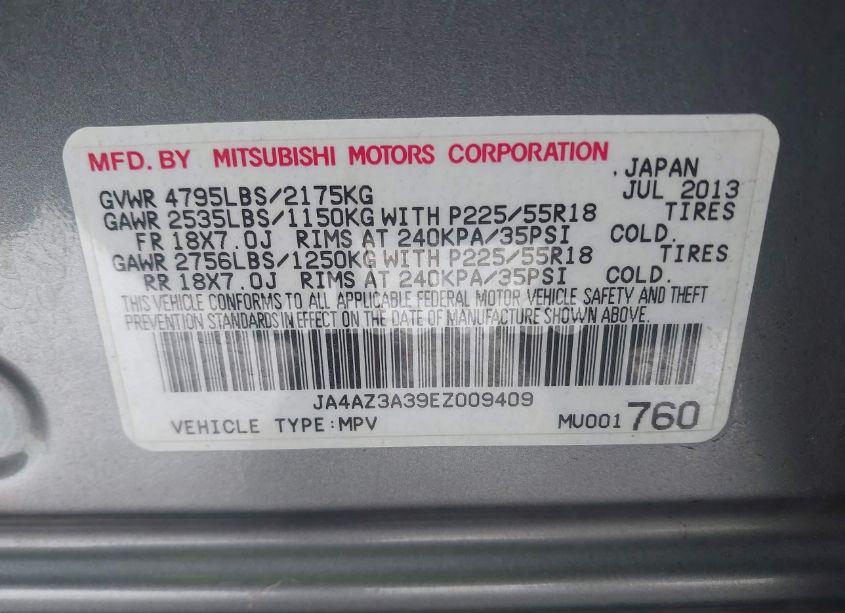 MFD. BY MITSUBISHI MOTORS CORPORATION . JAPAN
GVWR 4795LBS/2175KG JUL 2013
GAWR 2535LBS/1150KG WITH P225/55R18 TIRES
FR 18X7.0J RIMS AT 240KPA/35PSI COLD.
GAWR 2756LBS/1250KG WITH P225/55R18 TIRES
RR 18X7.0J RIMS AT 240KPA/35PSI COLD.
THIS VEHICLE CONFORMS TO ALL APPLICABLE FEDERAL MOTOR VEHICLE SAFETY AND THEFT
PREVENTION STANDARDS IN EFFECT ON THE DATE OF MANUFACTURE SHOWN ABOVE.
JA4AZ3A39EZ009409
VEHICLE TYPE:MPV MU001760